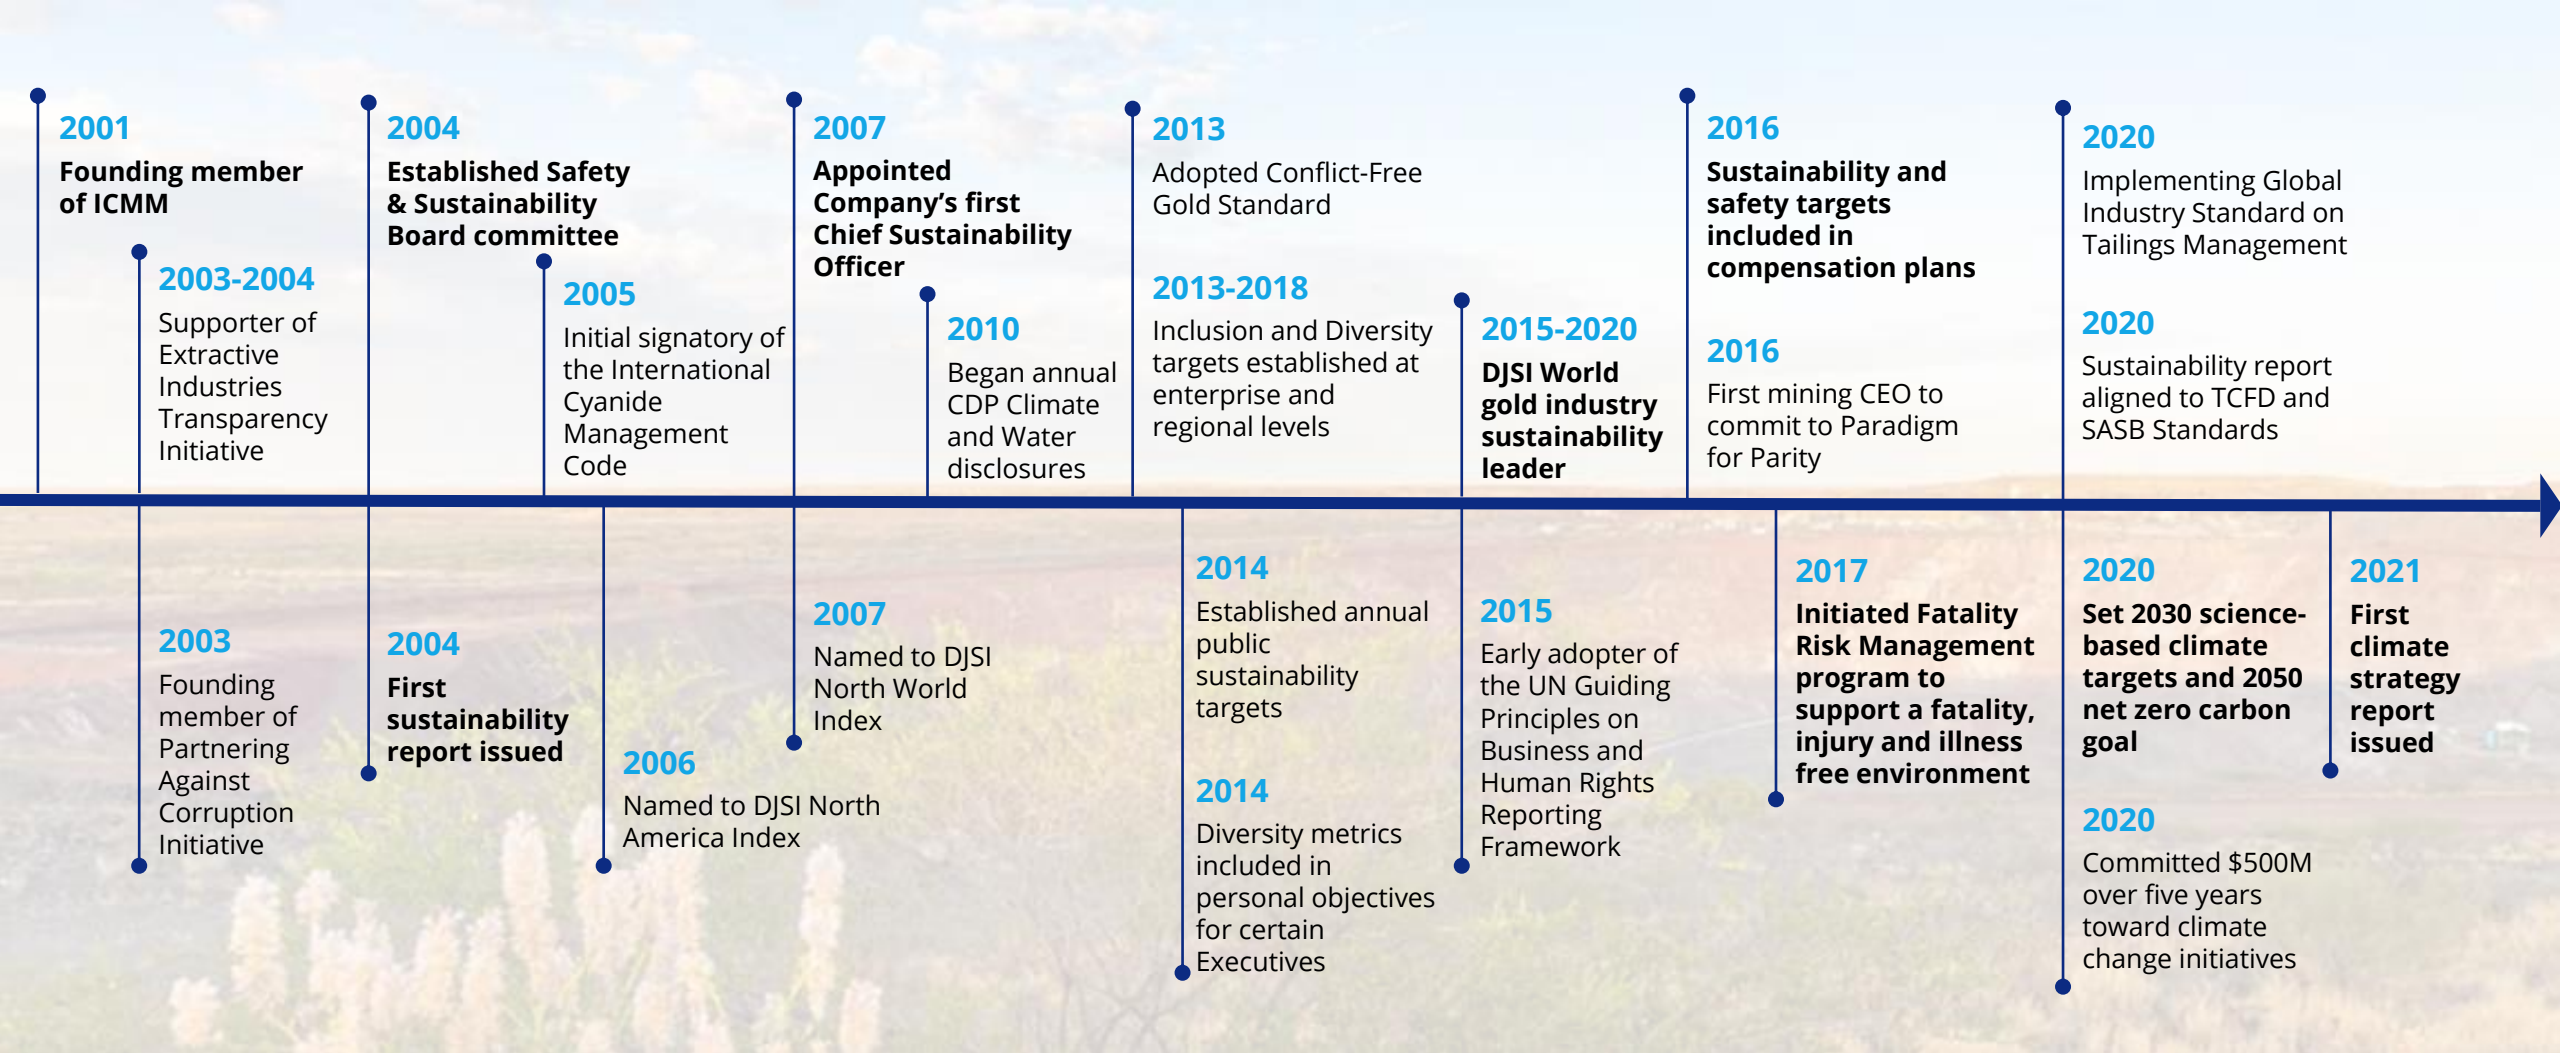 2001
Founding member
of ICMM
2003-2004
Supporter of
Extractive
Industries
Transparency
Initiative
2004
Established Safety
& Sustainability
Board committee
2005
Initial signatory of
the International
Cyanide
Management
Code
2007
Appointed
Company’s first
Chief Sustainability
Officer
2010
Began annual
CDP Climate
and Water
disclosures
2013
Adopted Conflict-Free
Gold Standard
2013-2018
Inclusion and Diversity
targets established at
enterprise and
regional levels
2015-2020
DJSI World
gold industry
sustainability
leader
2016
Sustainability and
safety targets
included in
compensation plans
2016
First mining CEO to
commit to Paradigm
for Parity
2020
Implementing Global
Industry Standard on
Tailings Management
2020
Sustainability report
aligned to TCFD and
SASB Standards
2003
Founding
member of
Partnering
Against
Corruption
Initiative
2004
First
sustainability
report issued
2006
Named to DJSI North
America Index
2007
Named to DJSI
North World
Index
2014
Established annual
public
sustainability
targets
2014
Diversity metrics
included in
personal objectives
for certain
Executives
2015
Early adopter of
the UN Guiding
Principles on
Business and
Human Rights
Reporting
Framework
2017
Initiated Fatality
Risk Management
program to
support a fatality,
injury and illness
free environment
2020
Set 2030 science-
based climate
targets and 2050
net zero carbon
goal
2020
Committed $500M
over five years
toward climate
change initiatives
2021
First
climate
strategy
report
issued